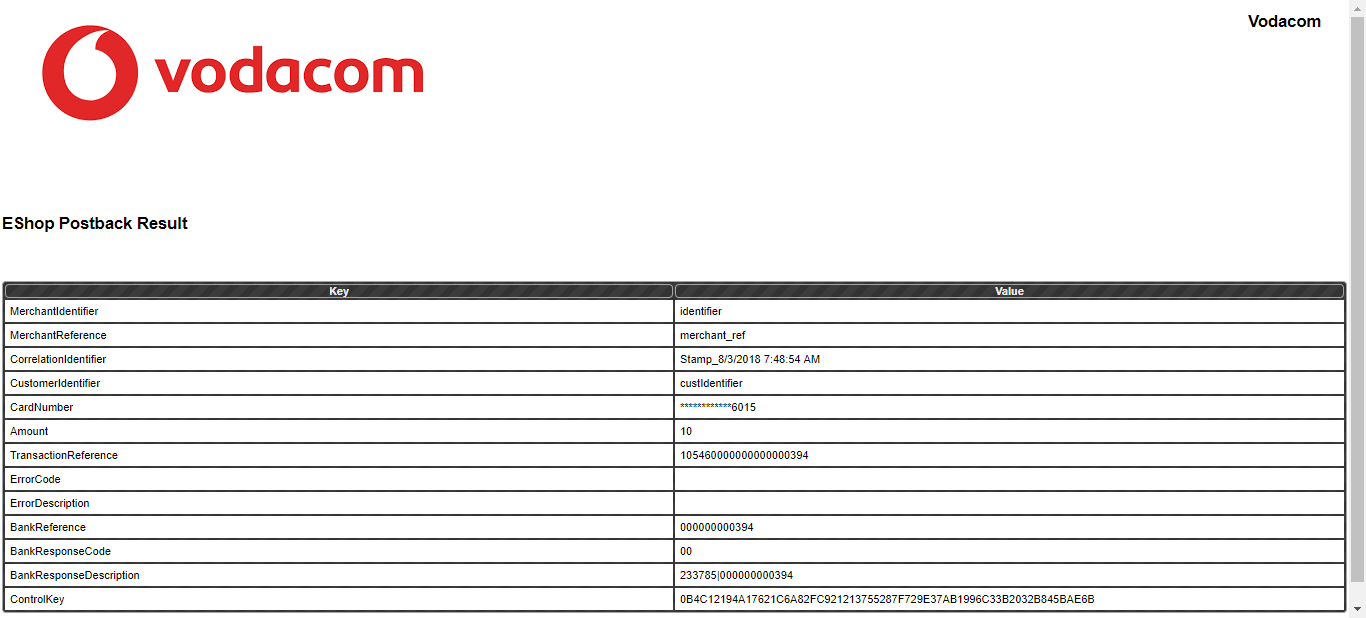 Vodacom
vodacom
EShop Postback Result
Key Value
MerchantIdentifier identifier
MerchantReference merchant_ref
CorrelationIdentifier Stamp_8/3/2018 7:48:54 AM
CustomerIdentifier custIdentifier
CardNumber ************6015
Amount 10
TransactionReference 105460000000000000394
ErrorCode
ErrorDescription
BankReference 000000000394
BankResponseCode 00
BankResponseDescription 233785|000000000394
ControlKey 0B4C12194A17621C6A82FC921213755287F729E37AB1996C33B2032B845BAE6B